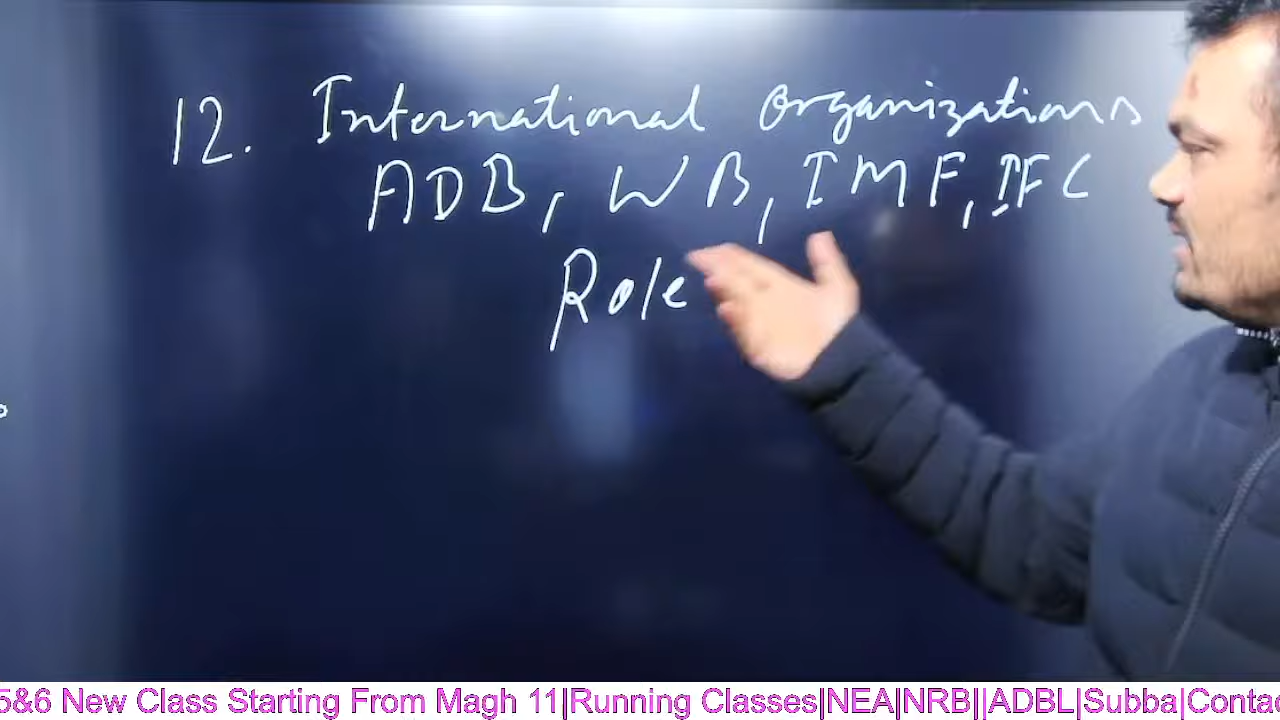 12. International Organizations
ADB, WB, IMF, IFC
Role
5&6 New Class Starting From Magh 11|Running Classes|NEA|NRB||ADBL|Subba|Contac